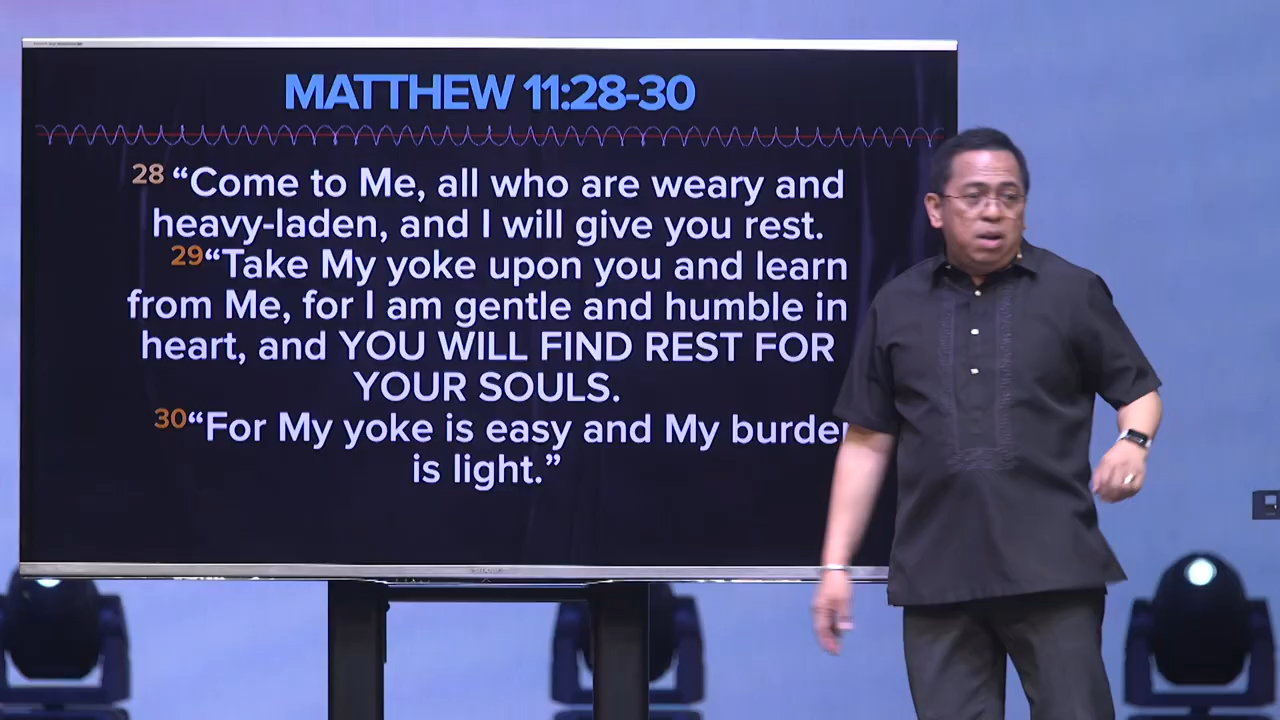 MATTHEW 11:28-30
28 “Come to Me, all who are weary and
heavy-laden, and I will give you rest.
29“Take My yoke upon you and learn
from Me, for I am gentle and humble in
heart, and YOU WILL FIND REST FOR
YOUR SOULS.
30“For My yoke is easy and My burde
is light.”